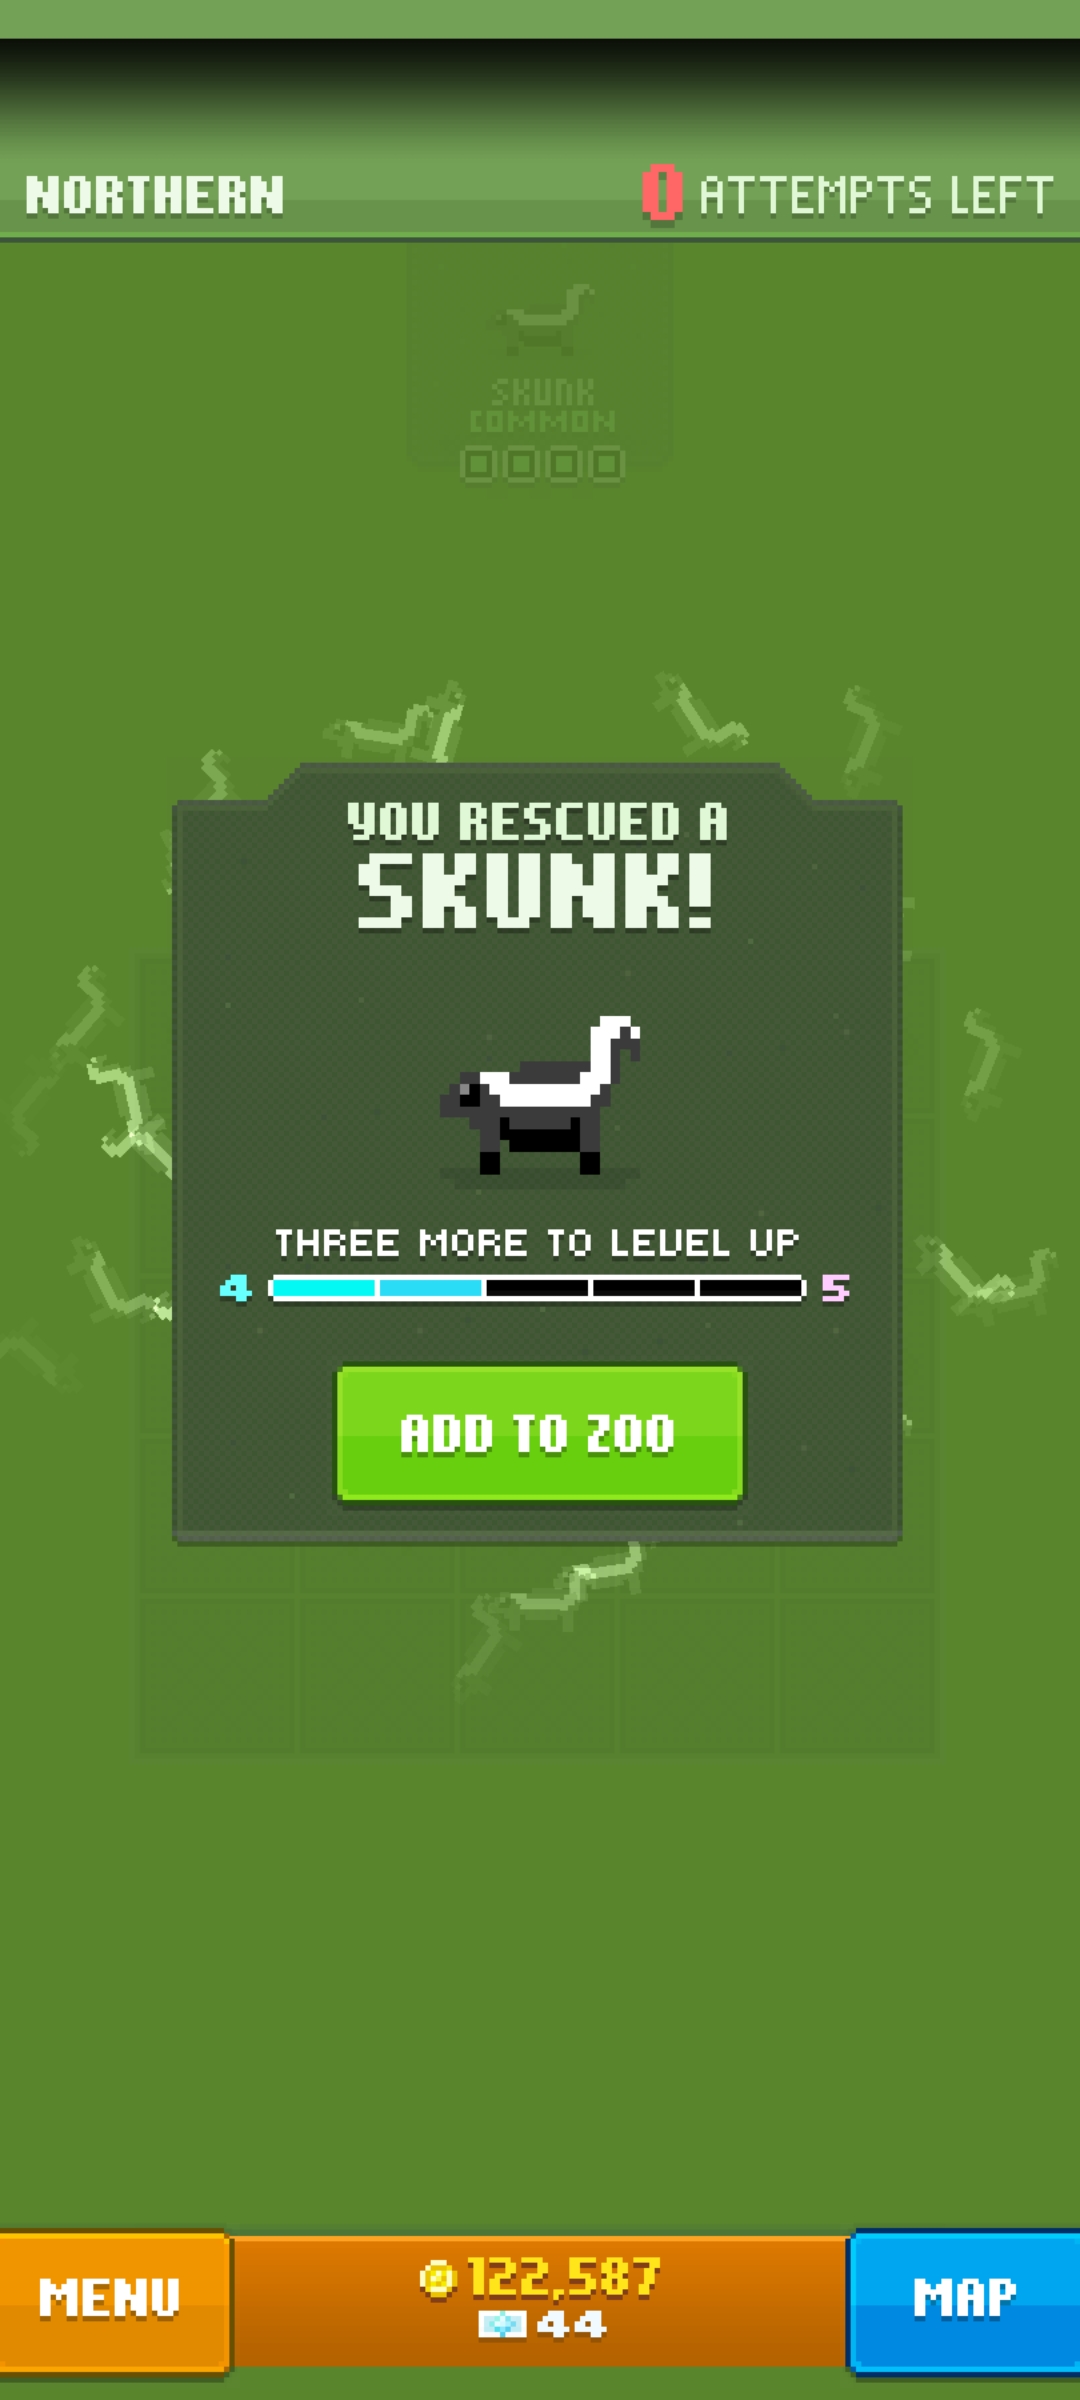 NORTHERN
0 ATTEMPTS LEFT
SKUNK
COMMON
YOU RESCUED A
SKUNK!
THREE MORE TO LEVEL UP
4 5
ADD TO ZOO
MENU
122,587
44
MAP